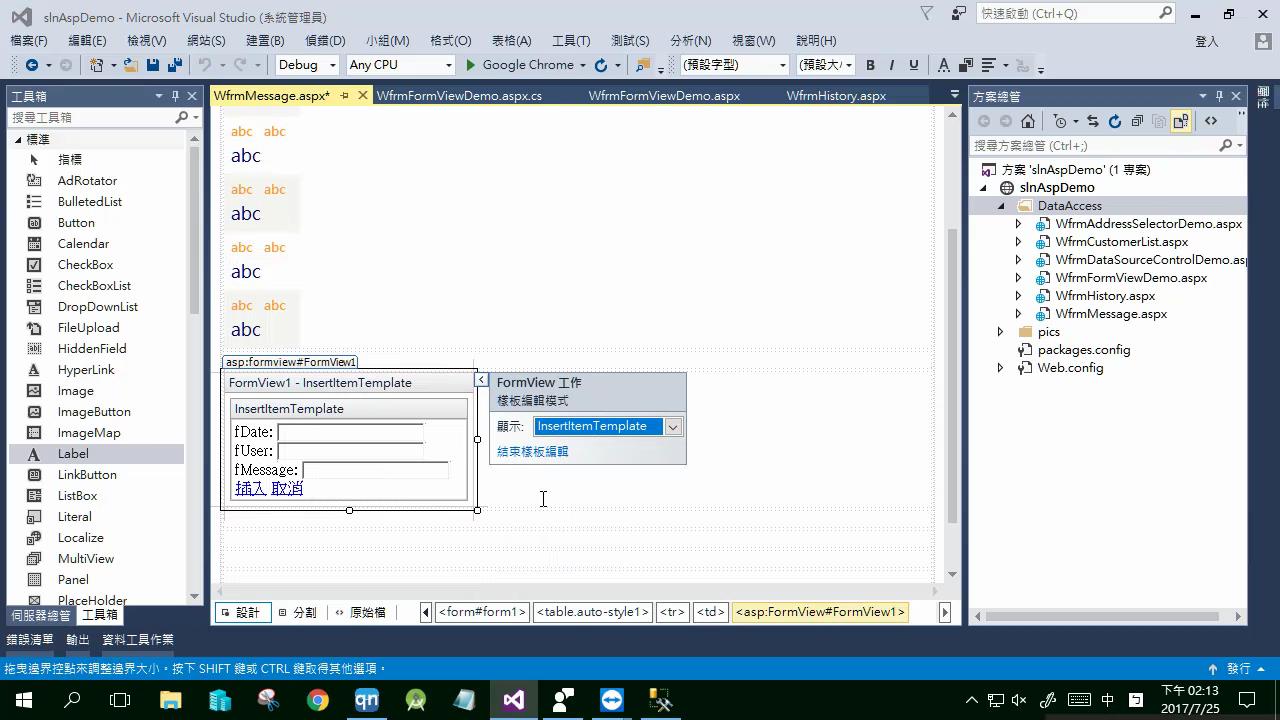 slnAspDemo - Microsoft Visual Studio (系統管理員)
快速啟動 (Ctrl+Q)
檔案(F) 編輯(E) 檢視(V) 網站(S) 建置(B) 偵錯(D) 小組(M) 格式(O) 表格(A) 工具(T) 測試(S) 分析(N) 視窗(W) 說明(H) 登入
Debug Any CPU Google Chrome (預設字型) (預設大 B I U A
工具箱
WfrmMessage.aspx* WfrmFormViewDemo.aspx.cs WfrmFormViewDemo.aspx WfrmHistory.aspx
方案總管
搜尋工具箱
搜尋方案總管 (Ctrl+;)
標準
指標
AdRotator
BulletedList
Button
Calendar
CheckBox
CheckBoxList
DropDownList
FileUpload
HiddenField
HyperLink
Image
ImageButton
ImageMap
Label
LinkButton
ListBox
Literal
Localize
MultiView
Panel
PlaceHolder
伺服器總管 工具箱
abc abc
abc
abc abc
abc
abc abc
abc
abc abc
abc
asp:formview#FormView1
FormView1 - InsertItemTemplate
InsertItemTemplate
fDate:
fUser:
fMessage:
插入 取消
FormView 工作
樣板編輯模式
顯示: InsertItemTemplate
結束樣板編輯
設計 分割 原始檔 <form#form1> <table.auto-style1> <tr> <td> <asp:FormView#FormView1>
方案 'slnAspDemo' (1 專案)
slnAspDemo
DataAccess
WfrmAddressSelectorDemo.aspx
WfrmCustomerList.aspx
WfrmDataSourceControlDemo.asp
WfrmFormViewDemo.aspx
WfrmHistory.aspx
WfrmMessage.aspx
pics
packages.config
Web.config
錯誤清單 輸出 資料工具作業
拖曳邊界控點來調整邊界大小。按下 SHIFT 鍵或 CTRL 鍵取得其他選項。
發行
qn
中
下午 02:13
2017/7/25